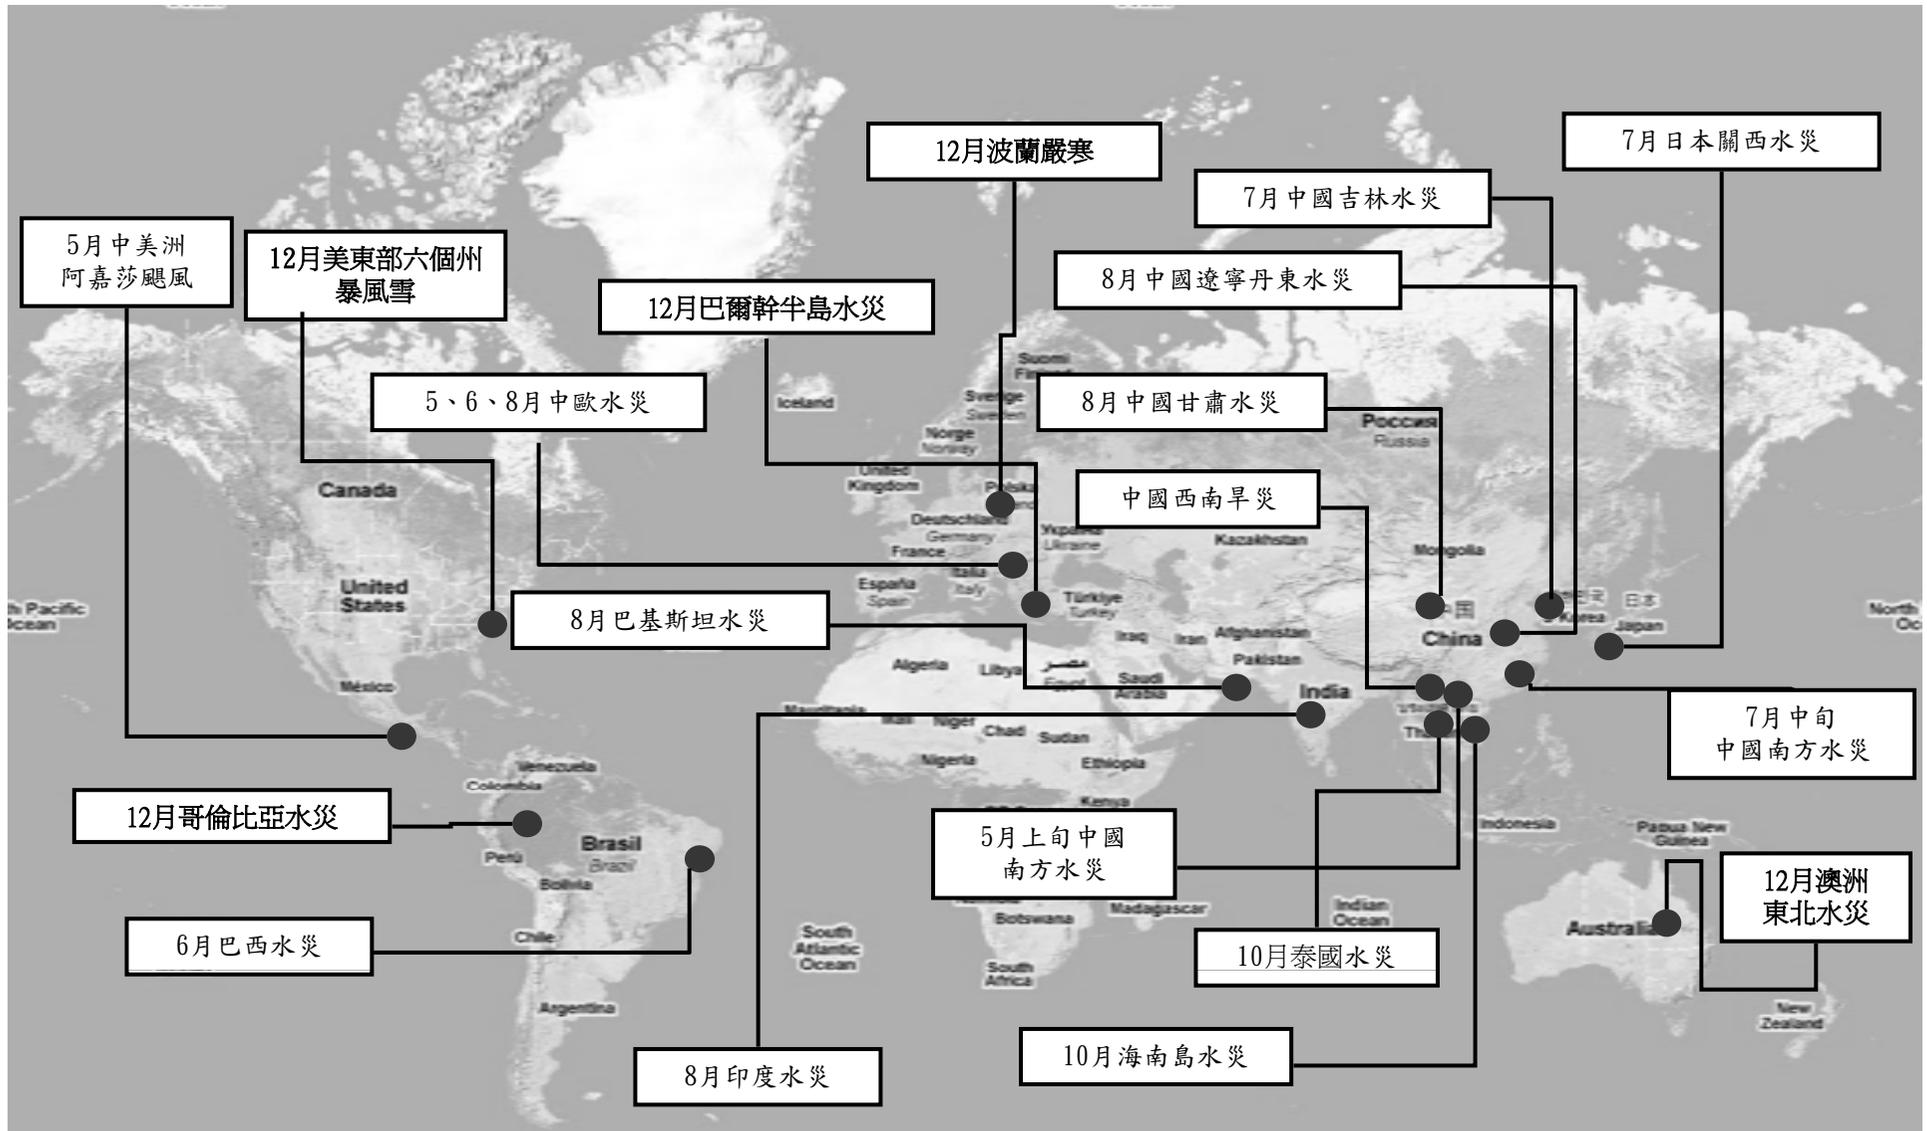 12月波蘭嚴寒
7月日本關西水災
7月中國吉林水災
5月中美洲
阿嘉莎颶風
12月美東部六個州
暴風雪
12月巴爾幹半島水災
8月中國遼寧丹東水災
5、6、8月中歐水災
8月中國甘肅水災
中國西南旱災
8月巴基斯坦水災
7月中旬
中國南方水災
12月哥倫比亞水災
5月上旬中國
南方水災
12月澳洲
東北水災
6月巴西水災
10月泰國水災
10月海南島水災
8月印度水災
Iceland
Suomi
Sverige
Sweden
Norge
Norway
United
Kingdom
Россия
Russia
Canada
Deutschland
Germany
France
Україна
Ukraine
Kazakhstan
Mongolia
Italia
Italy
España
Spain
Türkiye
Turkey
United
States
日本
Japan
Korea
China
Iraq
Iran
Afghanistan
Pakistan
Algeria
Libya
مصر
Egypt
Saudi
Arabia
India
México
Mauritania
Mali
Niger
Chad
Sudan
Nigeria
Ethiopia
Kenya
Venezuela
Colombia
Brasil
Brazil
Perú
Bolivia
Chile
Argentina
Indonesia
Papua New
Guinea
Australia
New
Zealand
Botswana
Madagascar
South
Africa
South
Atlantic
Ocean
Indian
Ocean